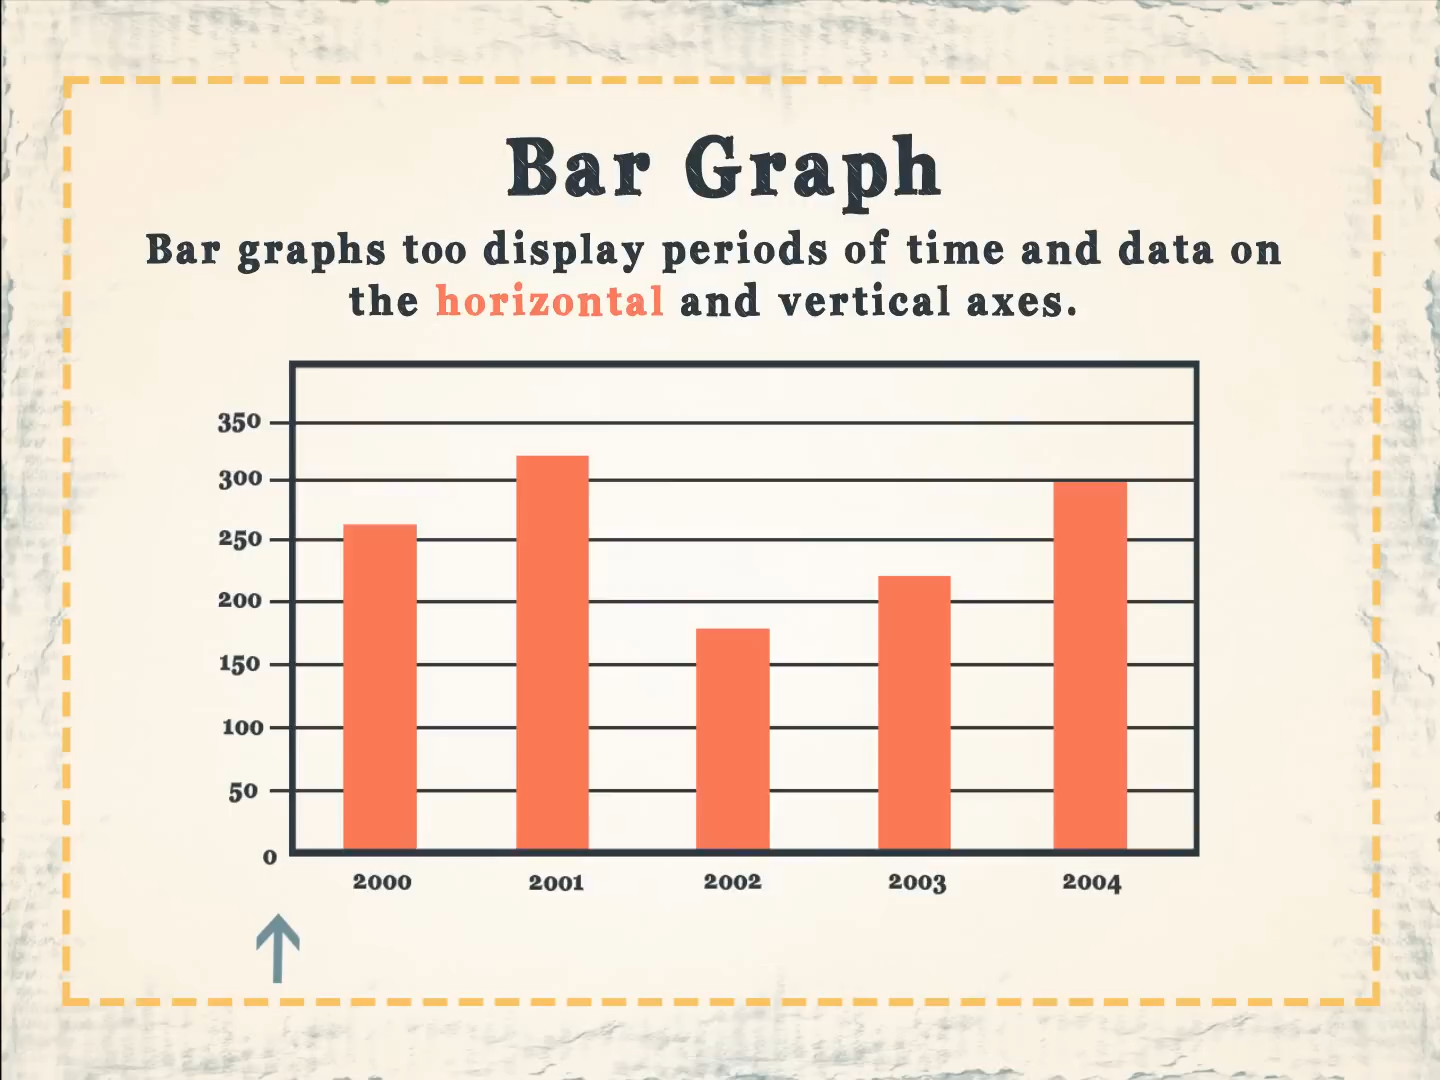 Bar Graph
Bar graphs too display periods of time and data on
the horizontal and vertical axes.
350
300
250
200
150
100
50
0
2000 2001 2002 2003 2004